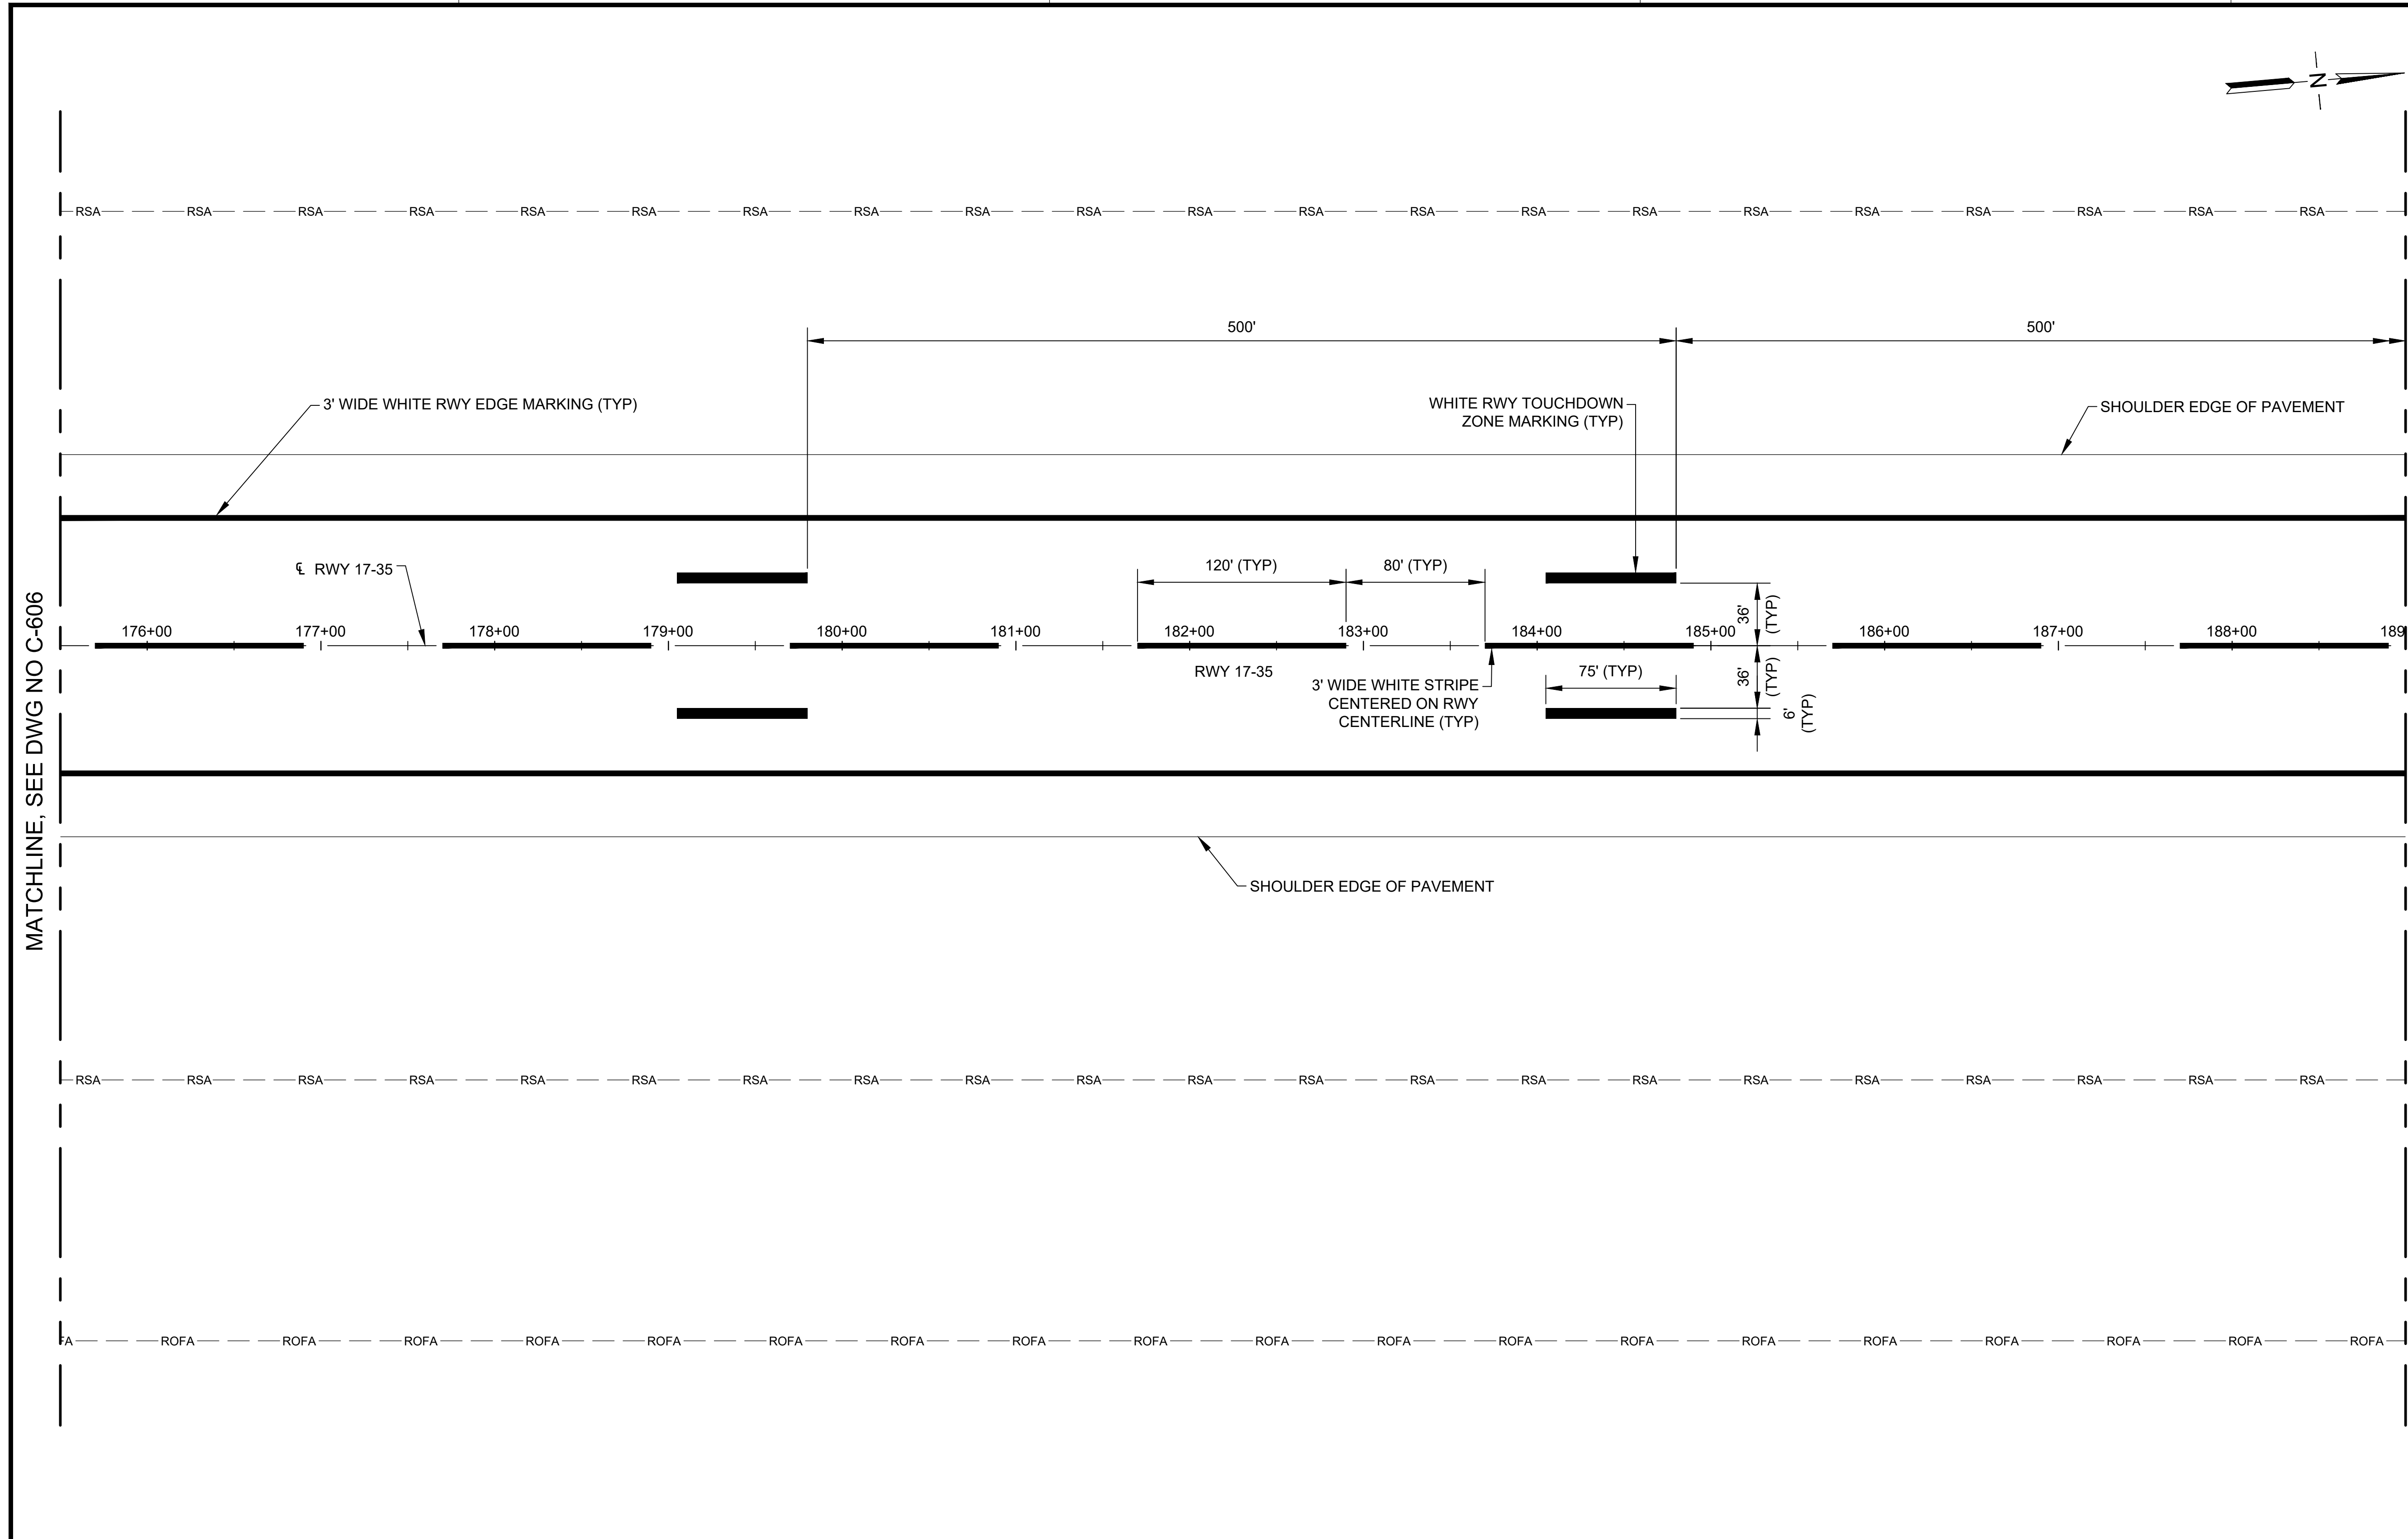 N
RSA RSA RSA RSA RSA RSA RSA RSA RSA RSA RSA RSA RSA RSA RSA RSA RSA RSA RSA RSA RSA
500' 500'
3' WIDE WHITE RWY EDGE MARKING (TYP)
WHITE RWY TOUCHDOWN
ZONE MARKING (TYP)
SHOULDER EDGE OF PAVEMENT
℄ RWY 17-35
120' (TYP) 80' (TYP)
36'
(TYP)
176+00 177+00 178+00 179+00 180+00 181+00 182+00 183+00 184+00 185+00 186+00 187+00 188+00 189
RWY 17-35
3' WIDE WHITE STRIPE
CENTERED ON RWY
CENTERLINE (TYP)
75' (TYP)
36'
(TYP)
6'
(TYP)
MATCHLINE, SEE DWG NO C-606
SHOULDER EDGE OF PAVEMENT
RSA RSA RSA RSA RSA RSA RSA RSA RSA RSA RSA RSA RSA RSA RSA RSA RSA RSA RSA RSA RSA
FA ROFA ROFA ROFA ROFA ROFA ROFA ROFA ROFA ROFA ROFA ROFA ROFA ROFA ROFA ROFA ROFA ROFA ROFA ROFA